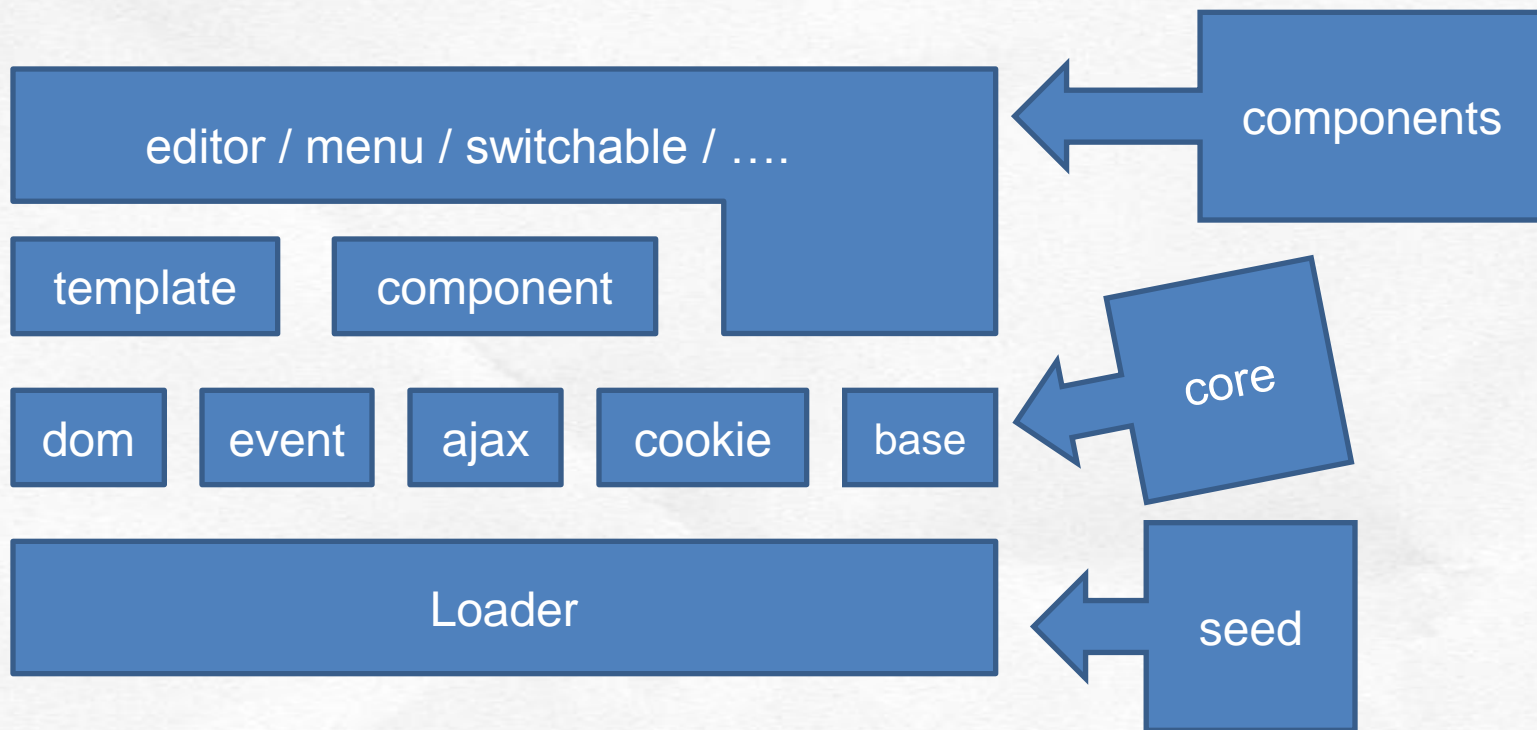 editor / menu / switchable / ….
components
template
component
core
dom
event
ajax
cookie
base
Loader
seed